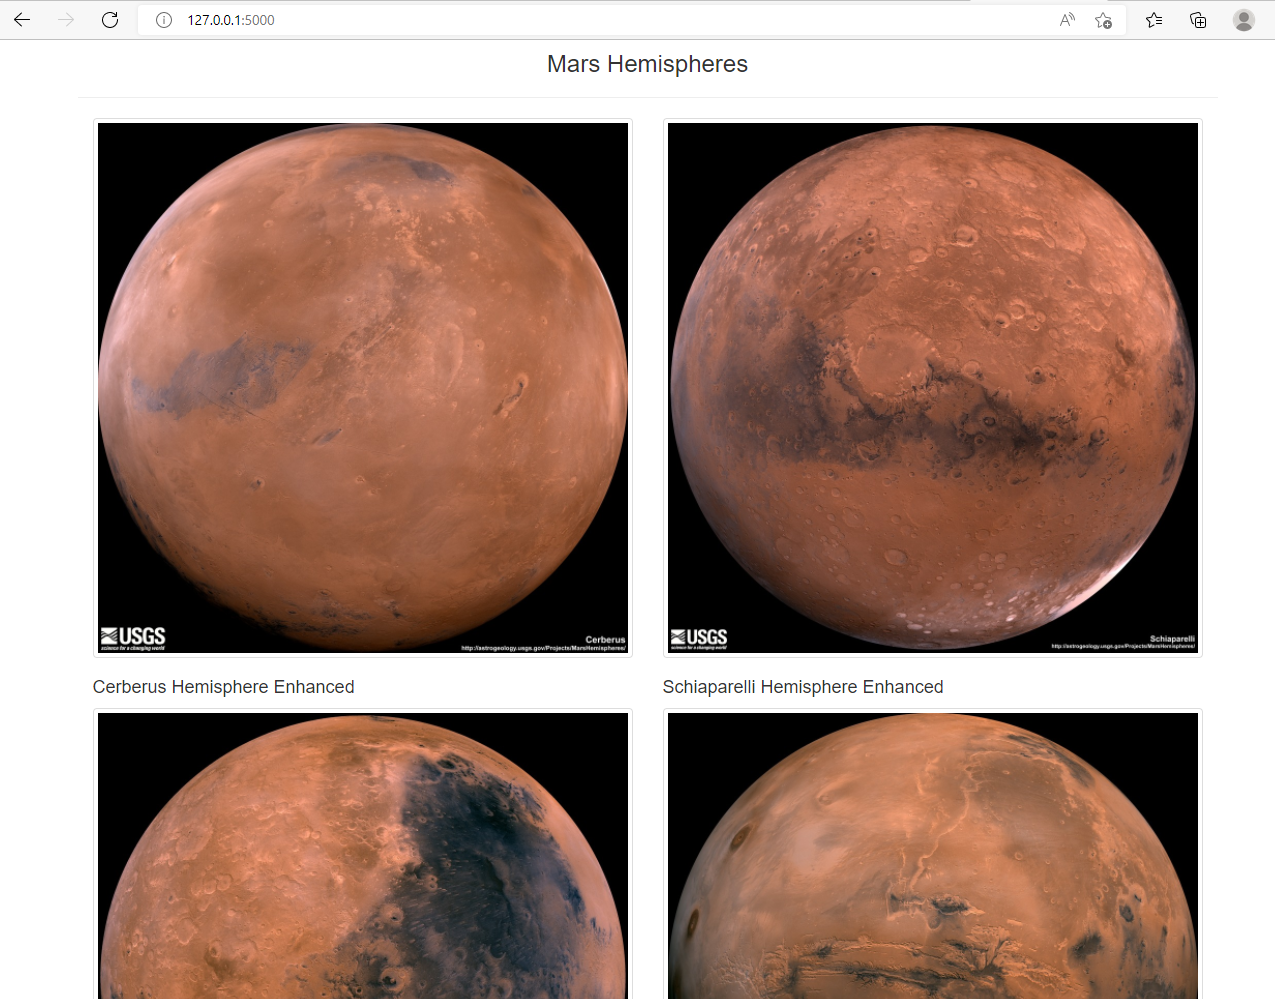 127.0.0.1:5000
Mars Hemispheres
USGS
science for a changing world
Cerberus
http://astrogeology.usgs.gov/Projects/MarsHemispheres/
USGS
science for a changing world
Schiaparelli
http://astrogeology.usgs.gov/Projects/MarsHemispheres/
Cerberus Hemisphere Enhanced
Schiaparelli Hemisphere Enhanced